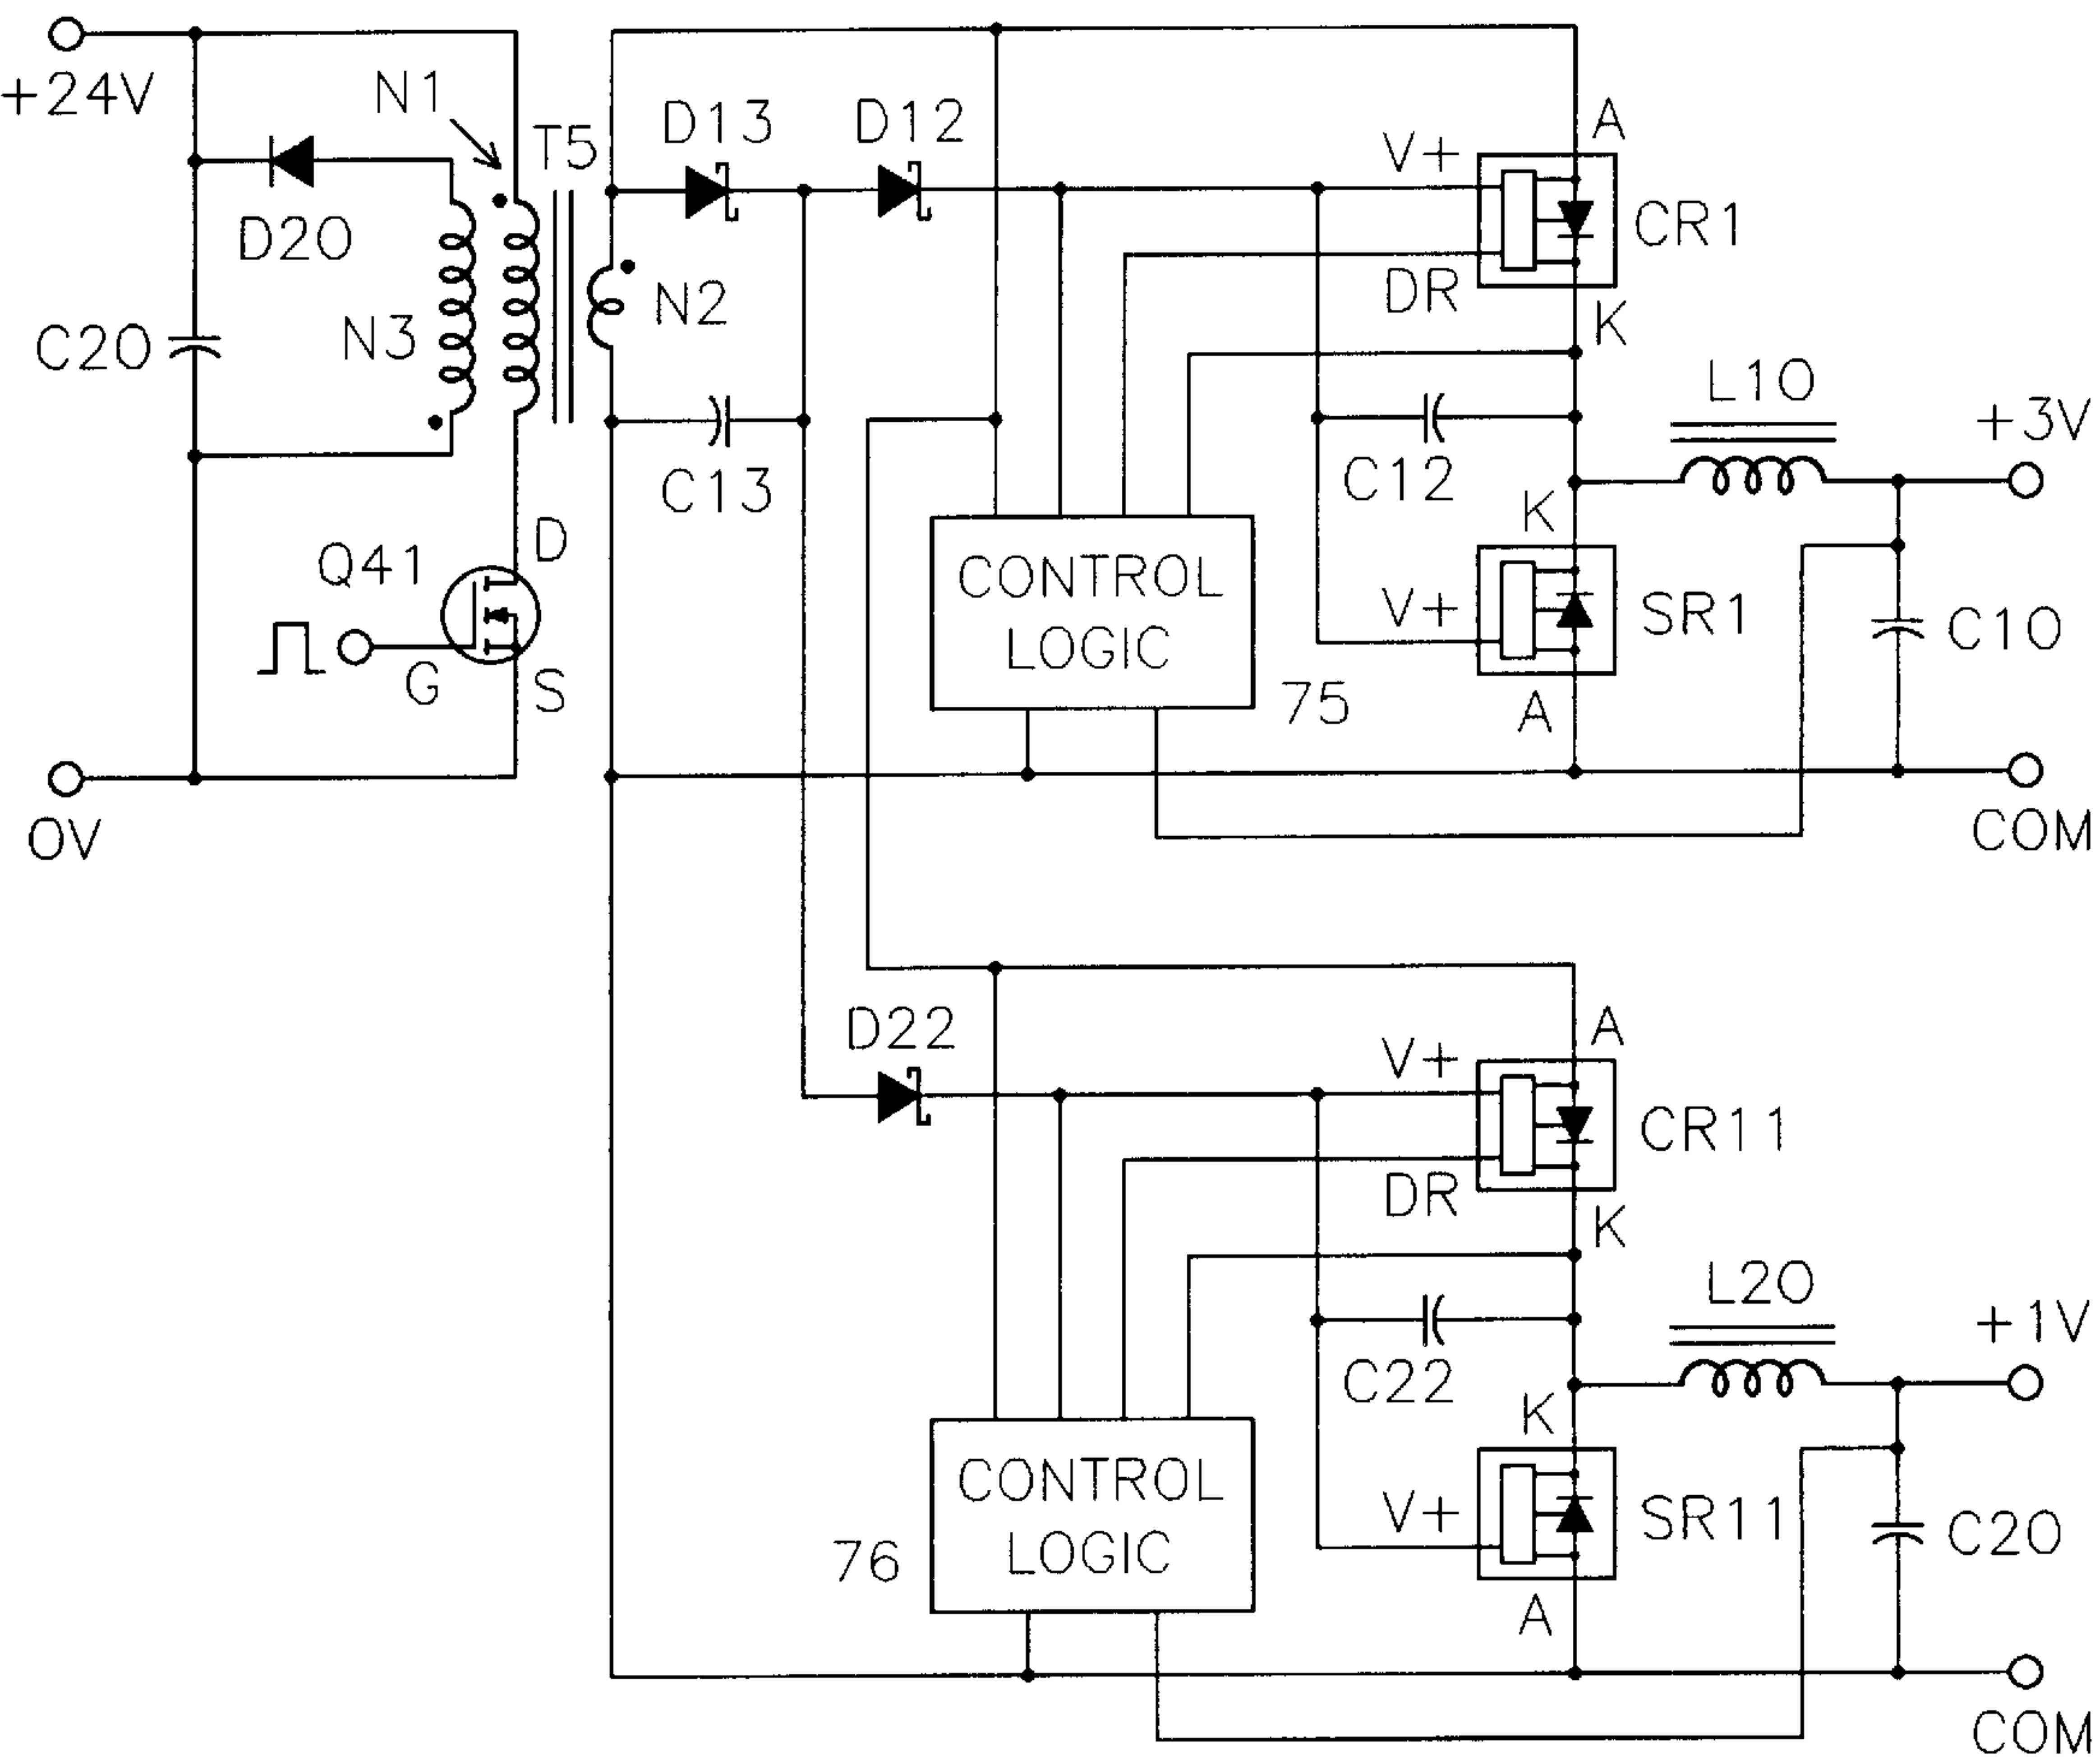 +24V
N1
T5
D13
D12
V+
A
CR1
D20
N3
C20
N2
DR
K
L10
+3V
C13
C12
K
Q41
D
G
S
CONTROL
LOGIC
75
V+
SR1
A
C10
0V
COM
D22
V+
A
CR11
DR
K
L20
+1V
C22
K
CONTROL
LOGIC
76
V+
SR11
A
C20
COM